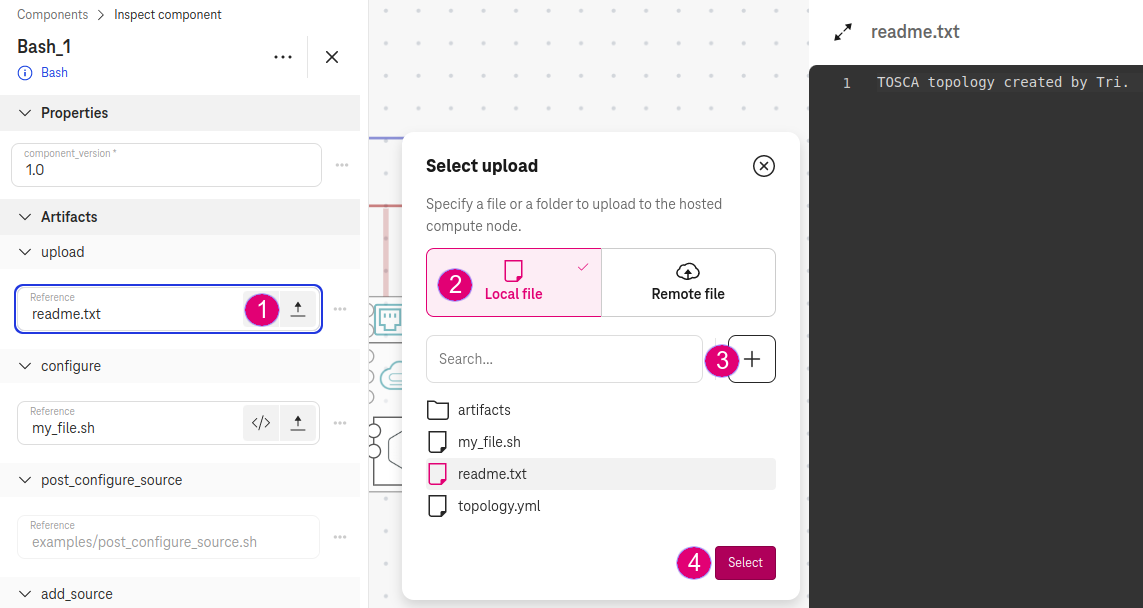 Components > Inspect component
Bash_1
Bash
Properties
component_version *
1.0
Artifacts
upload
Reference
readme.txt
1
configure
Reference
my_file.sh
</>
post_configure_source
Reference
examples/post_configure_source.sh
add_source
Select upload
Specify a file or a folder to upload to the hosted
compute node.
2
Local file
Remote file
Search...
3
artifacts
my_file.sh
readme.txt
topology.yml
4
Select
readme.txt
1 TOSCA topology created by Tri.